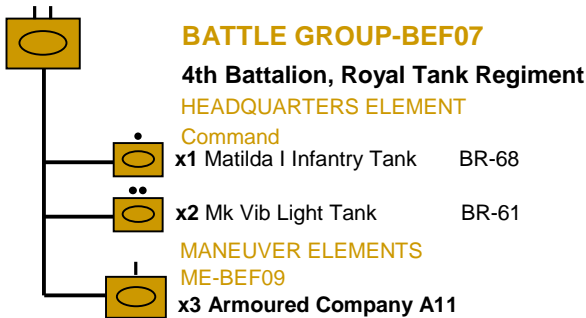 BATTLE GROUP-BEF07
4th Battalion, Royal Tank Regiment
HEADQUARTERS ELEMENT
Command
x1 Matilda I Infantry Tank BR-68
x2 Mk Vib Light Tank BR-61
MANEUVER ELEMENTS
ME-BEF09
x3 Armoured Company A11